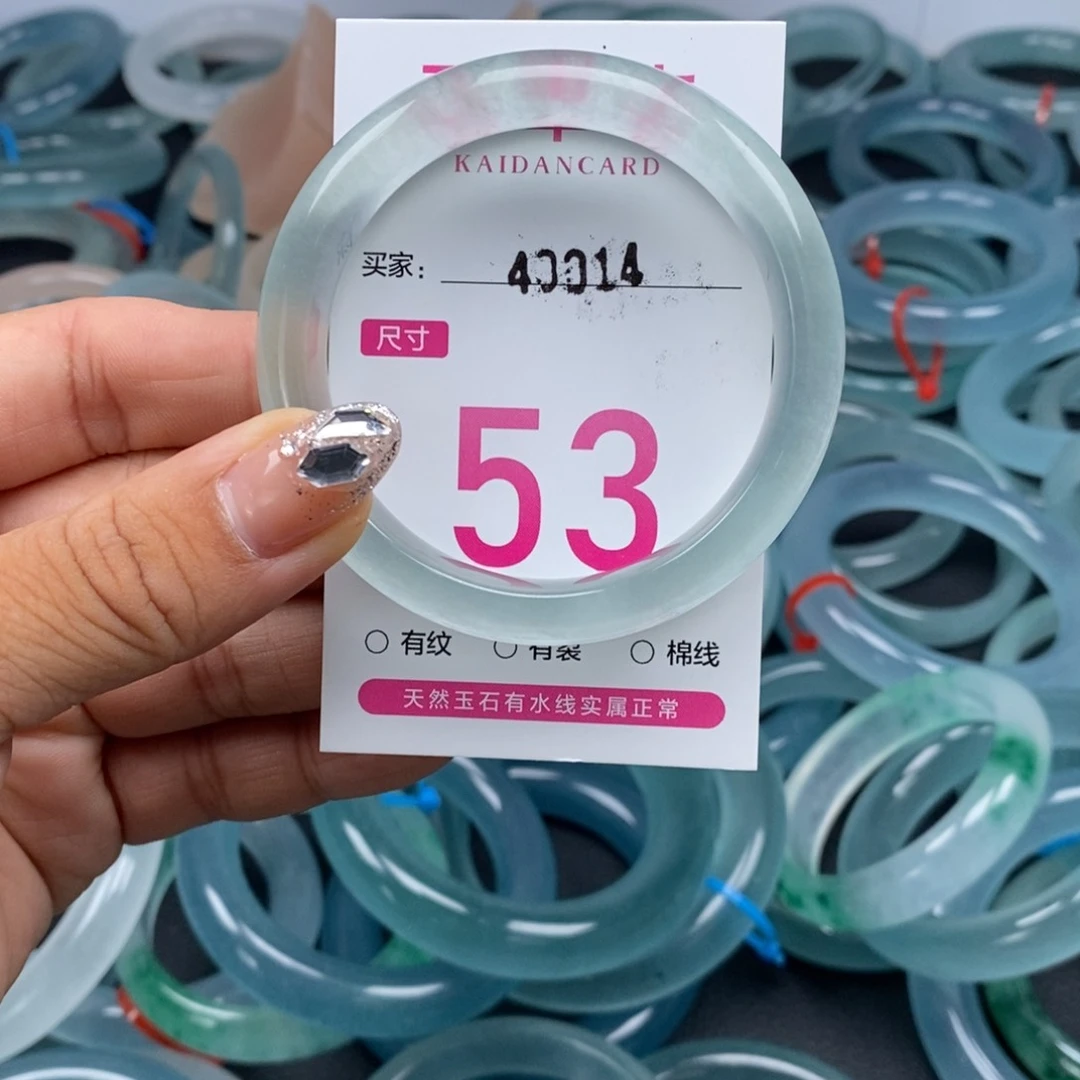 KAIDANCARD
买家: 40014
尺寸
53
○ 有纹 ○ 有裂 ○ 棉线
天然玉石有水线实属正常